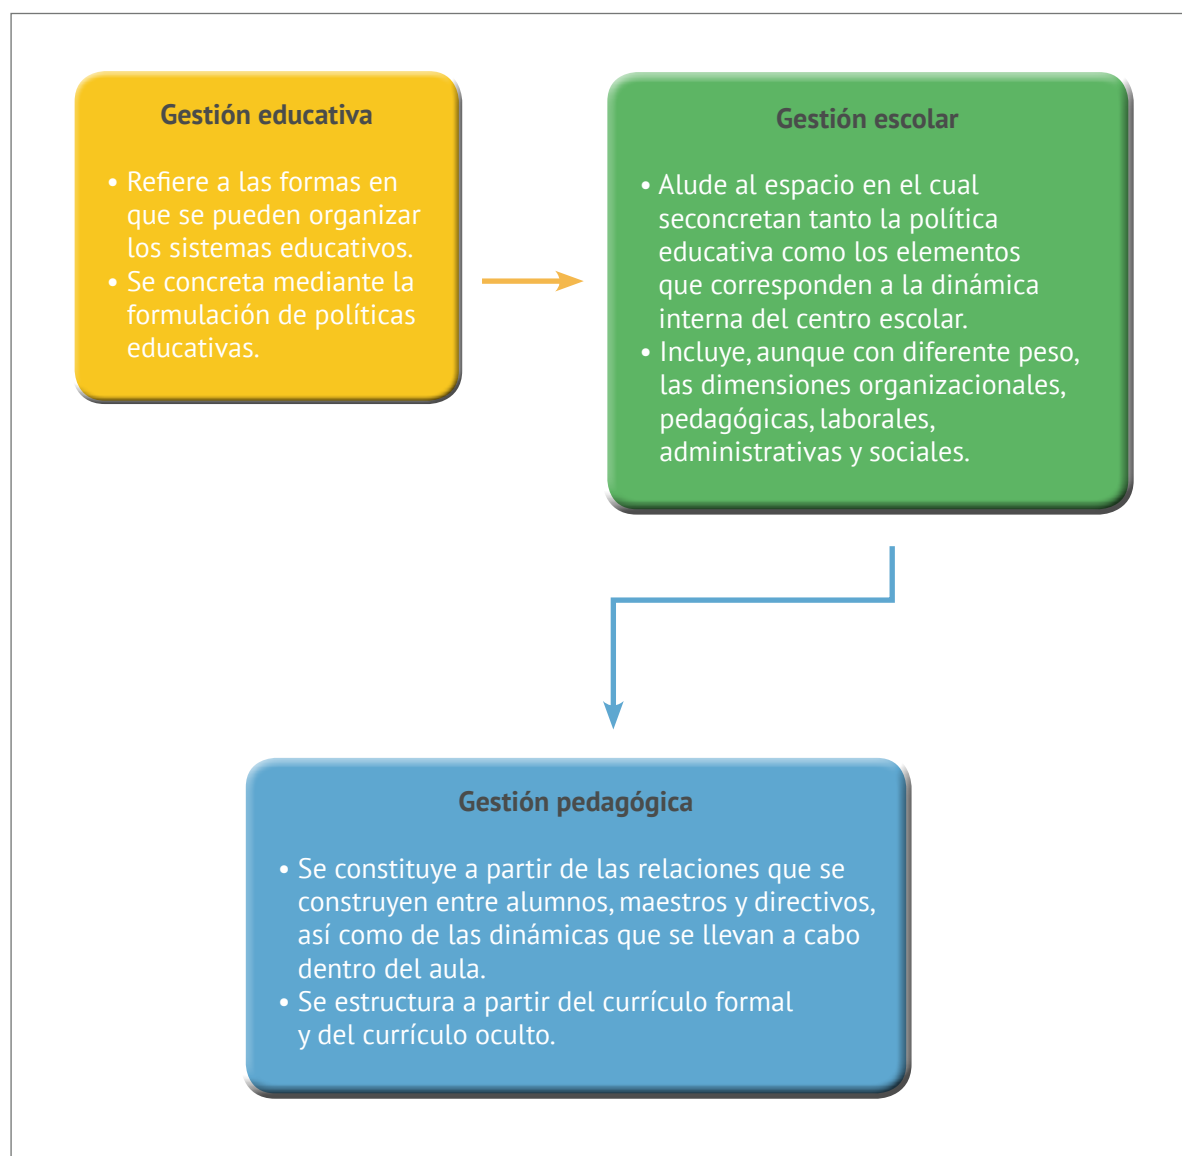 Gestión educativa
• Refiere a las formas en
que se pueden organizar
los sistemas educativos.
• Se concreta mediante la
formulación de políticas
educativas.
Gestión escolar
• Alude al espacio en el cual
seconcretan tanto la política
educativa como los elementos
que corresponden a la dinámica
interna del centro escolar.
• Incluye, aunque con diferente peso,
las dimensiones organizacionales,
pedagógicas, laborales,
administrativas y sociales.
Gestión pedagógica
• Se constituye a partir de las relaciones que se
construyen entre alumnos, maestros y directivos,
así como de las dinámicas que se llevan a cabo
dentro del aula.
• Se estructura a partir del currículo formal
y del currículo oculto.